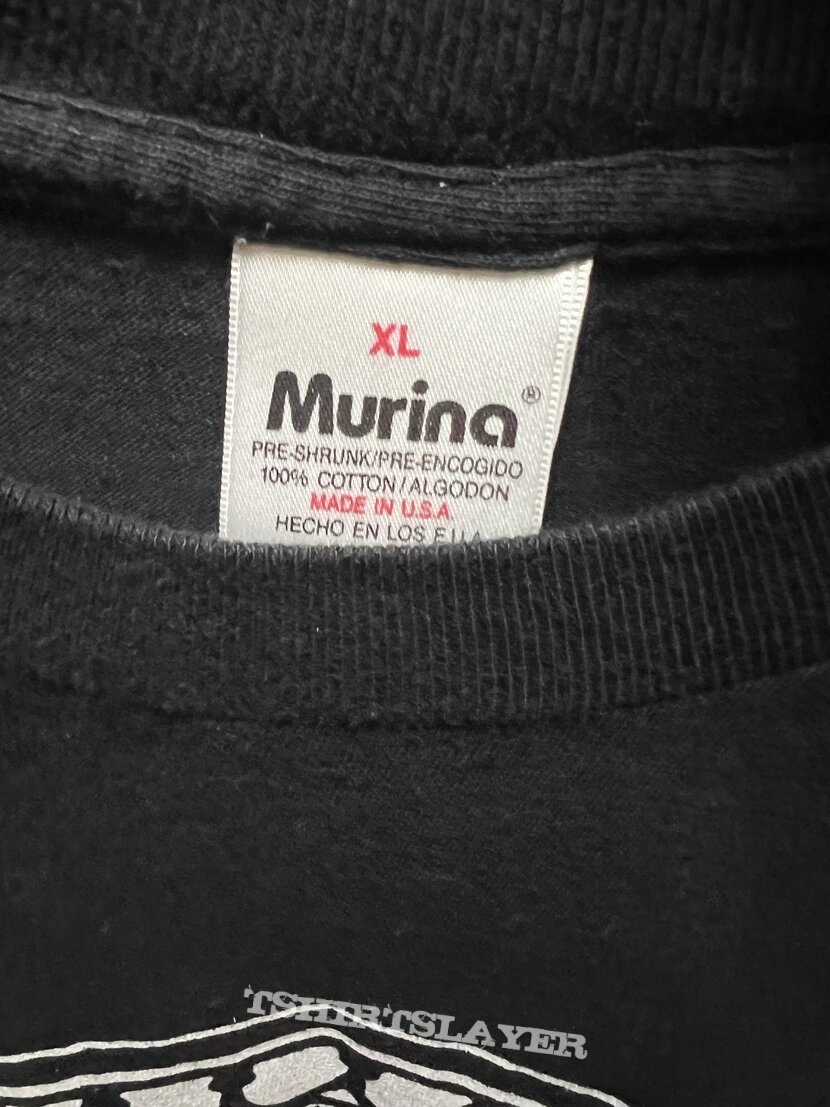 XL
Murina®
PRE-SHRUNK/PRE-ENCOGIDO
100% COTTON/ALGODON
MADE IN U.S.A
HECHO EN LOS E.U.A.
TSHIRTSLAYER